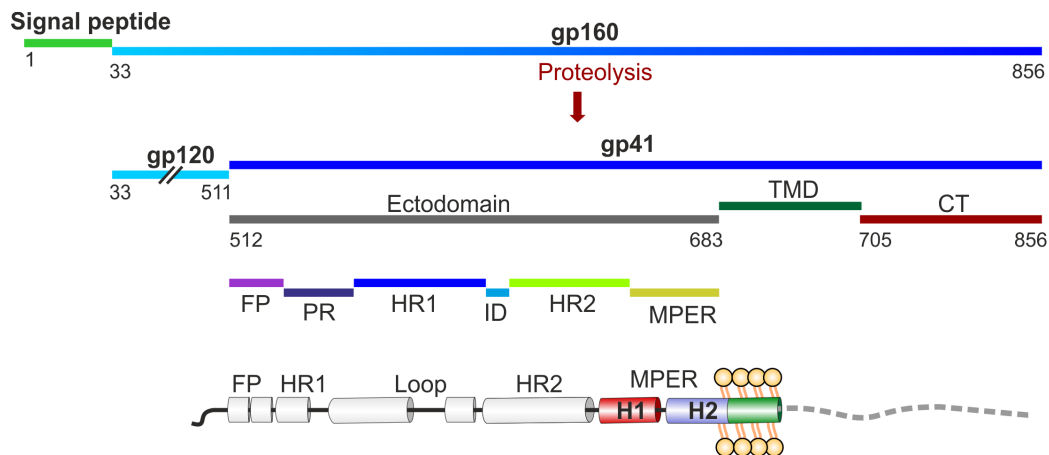 Signal peptide
gp160
1
33
856
Proteolysis
gp120
gp41
33
511
Ectodomain
TMD
CT
512
683
705
856
FP
PR
HR1
ID
HR2
MPER
FP
HR1
Loop
HR2
MPER
H1
H2